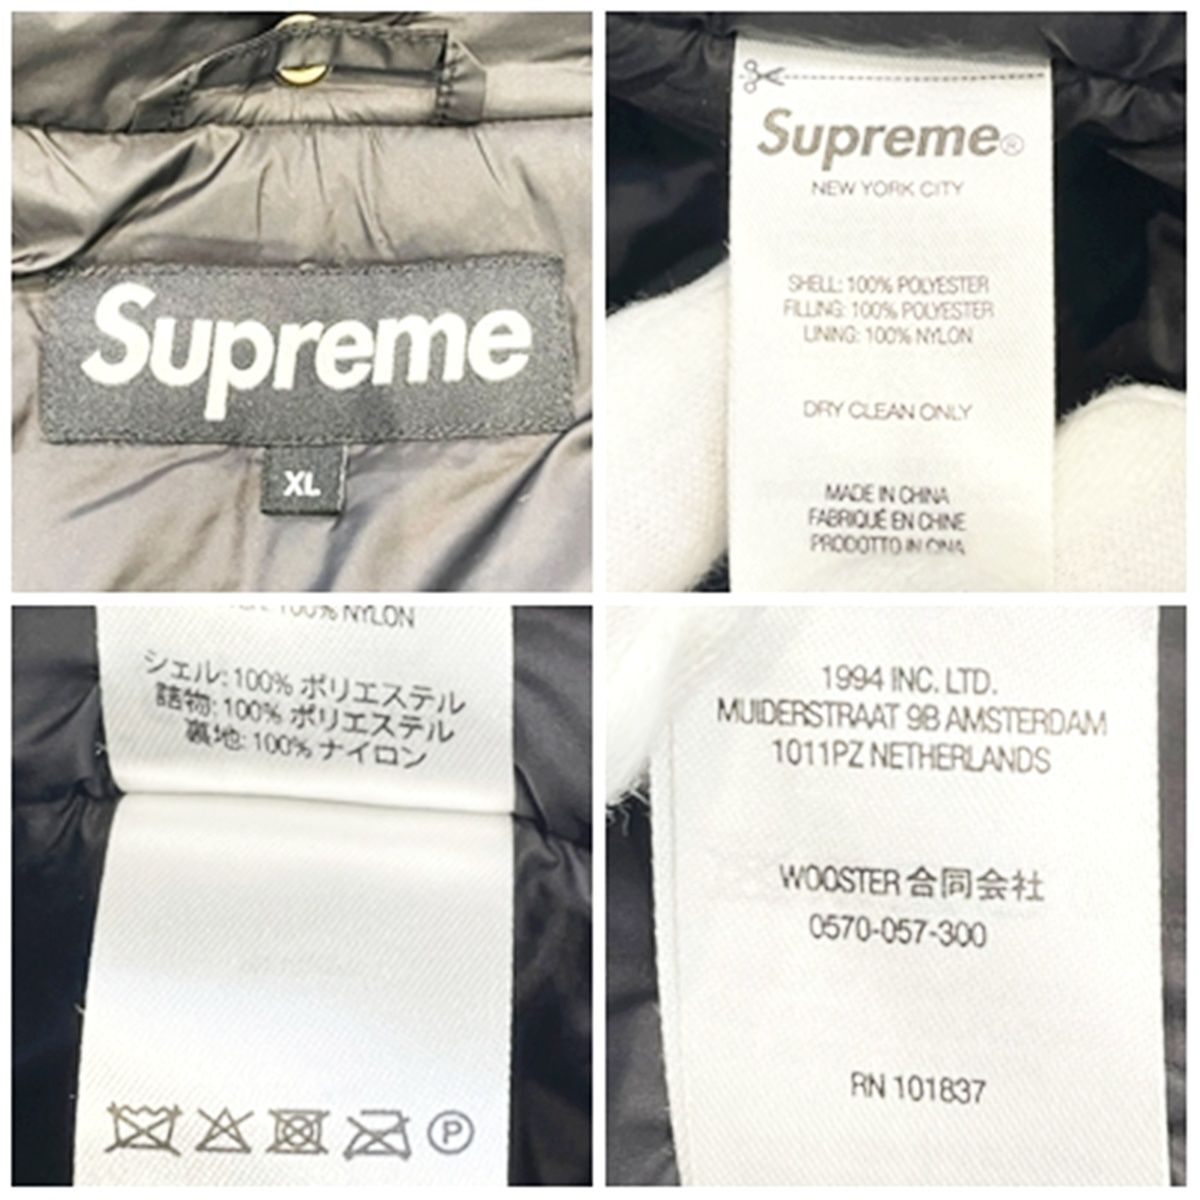 Supreme
XL
Supreme®
NEW YORK CITY
SHELL: 100% POLYESTER
FILLING: 100% POLYESTER
LINING: 100% NYLON
DRY CLEAN ONLY
MADE IN CHINA
FABRIQUÉ EN CHINE
PRODOTTO IN CINA
100% NYLON
シェル: 100% ポリエステル
詰物: 100% ポリエステル
裏地: 100% ナイロン
P
1994 INC. LTD.
MUIDERSTRAAT 9B AMSTERDAM
1011PZ NETHERLANDS
WOOSTER 合同会社
0570-057-300
RN 101837